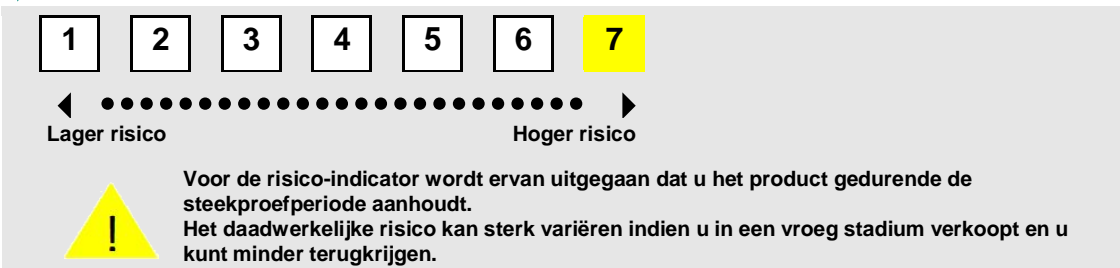 1 2 3 4 5 6 7
Lager risico Hoger risico
!
Voor de risico-indicator wordt ervan uitgegaan dat u het product gedurende de
steekproefperiode aanhoudt.
Het daadwerkelijke risico kan sterk variëren indien u in een vroeg stadium verkoopt en u
kunt minder terugkrijgen.